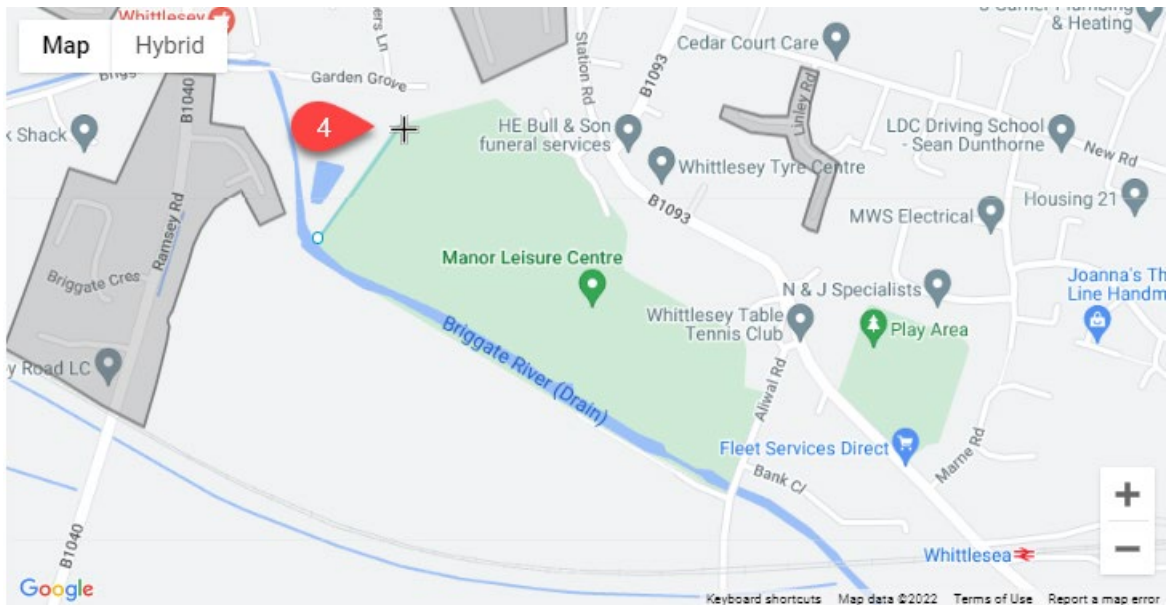 Whittlesey
Map
Hybrid
Garden Grove
B1040
Station Rd
B1093
Cedar Court Care
& Heating
Linley Rd
4
HE Bull & Son
funeral services
LDC Driving School
- Sean Dunthorne
New Rd
k Shack
Whittlesey Tyre Centre
Housing 21
B1093
MWS Electrical
Ramsey Rd
Manor Leisure Centre
Briggate Cres
N & J Specialists
Joanna's Th
Line Handm
Whittlesey Table
Tennis Club
Play Area
Briggate River (Drain)
y Road LC
Aliwal Rd
Fleet Services Direct
Marne Rd
Bank Cl
B1040
Whittlesea
Google
Keyboard shortcuts
Map data ©2022
Terms of Use
Report a map error